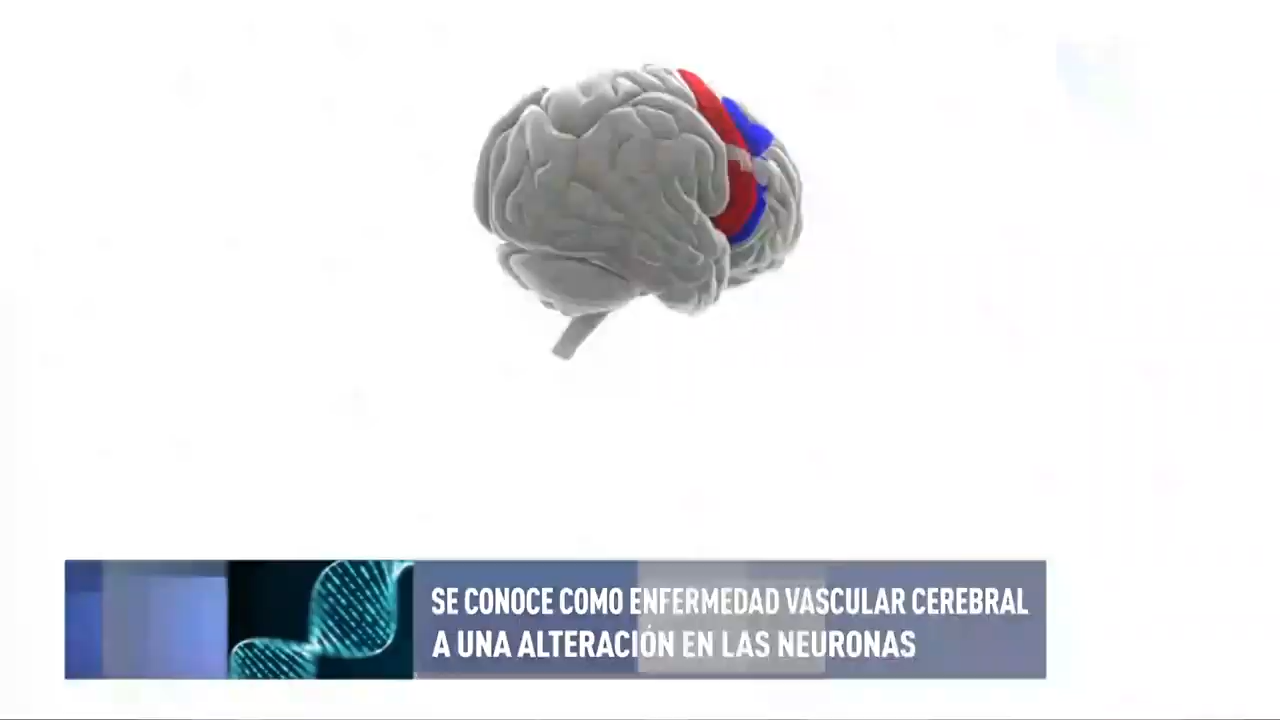 SE CONOCE COMO ENFERMEDAD VASCULAR CEREBRAL
A UNA ALTERACIÓN EN LAS NEURONAS